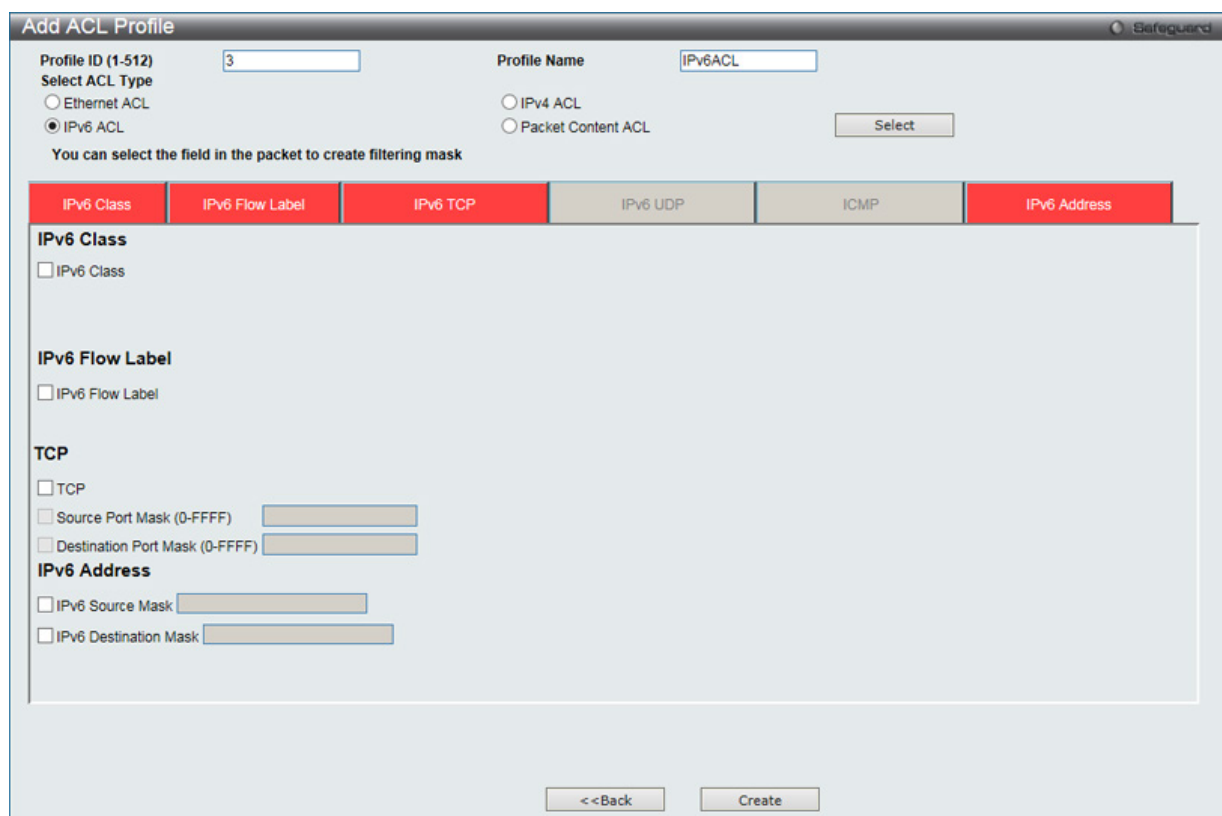 Add ACL Profile
Safeguard
Profile ID (1-512) 3 Profile Name IPv6ACL
Select ACL Type
Ethernet ACL IPv4 ACL
IPv6 ACL Packet Content ACL Select
You can select the field in the packet to create filtering mask
IPv6 Class IPv6 Flow Label IPv6 TCP IPv6 UDP ICMP IPv6 Address
IPv6 Class
IPv6 Class
IPv6 Flow Label
IPv6 Flow Label
TCP
TCP
Source Port Mask (0-FFFF)
Destination Port Mask (0-FFFF)
IPv6 Address
IPv6 Source Mask
IPv6 Destination Mask
<<Back Create